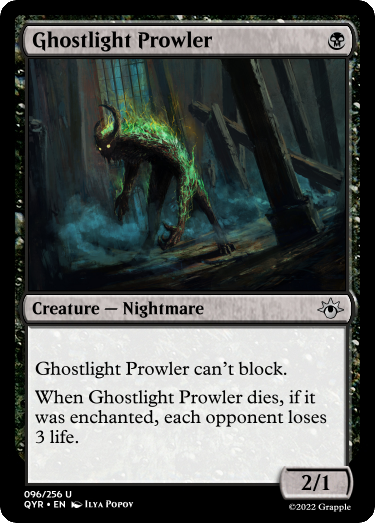 Ghostlight Prowler
Creature — Nightmare
Ghostlight Prowler can't block.
When Ghostlight Prowler dies, if it
was enchanted, each opponent loses
3 life.
2/1
096/256 U
QYR • EN Ilya Popov
©2022 Grapple